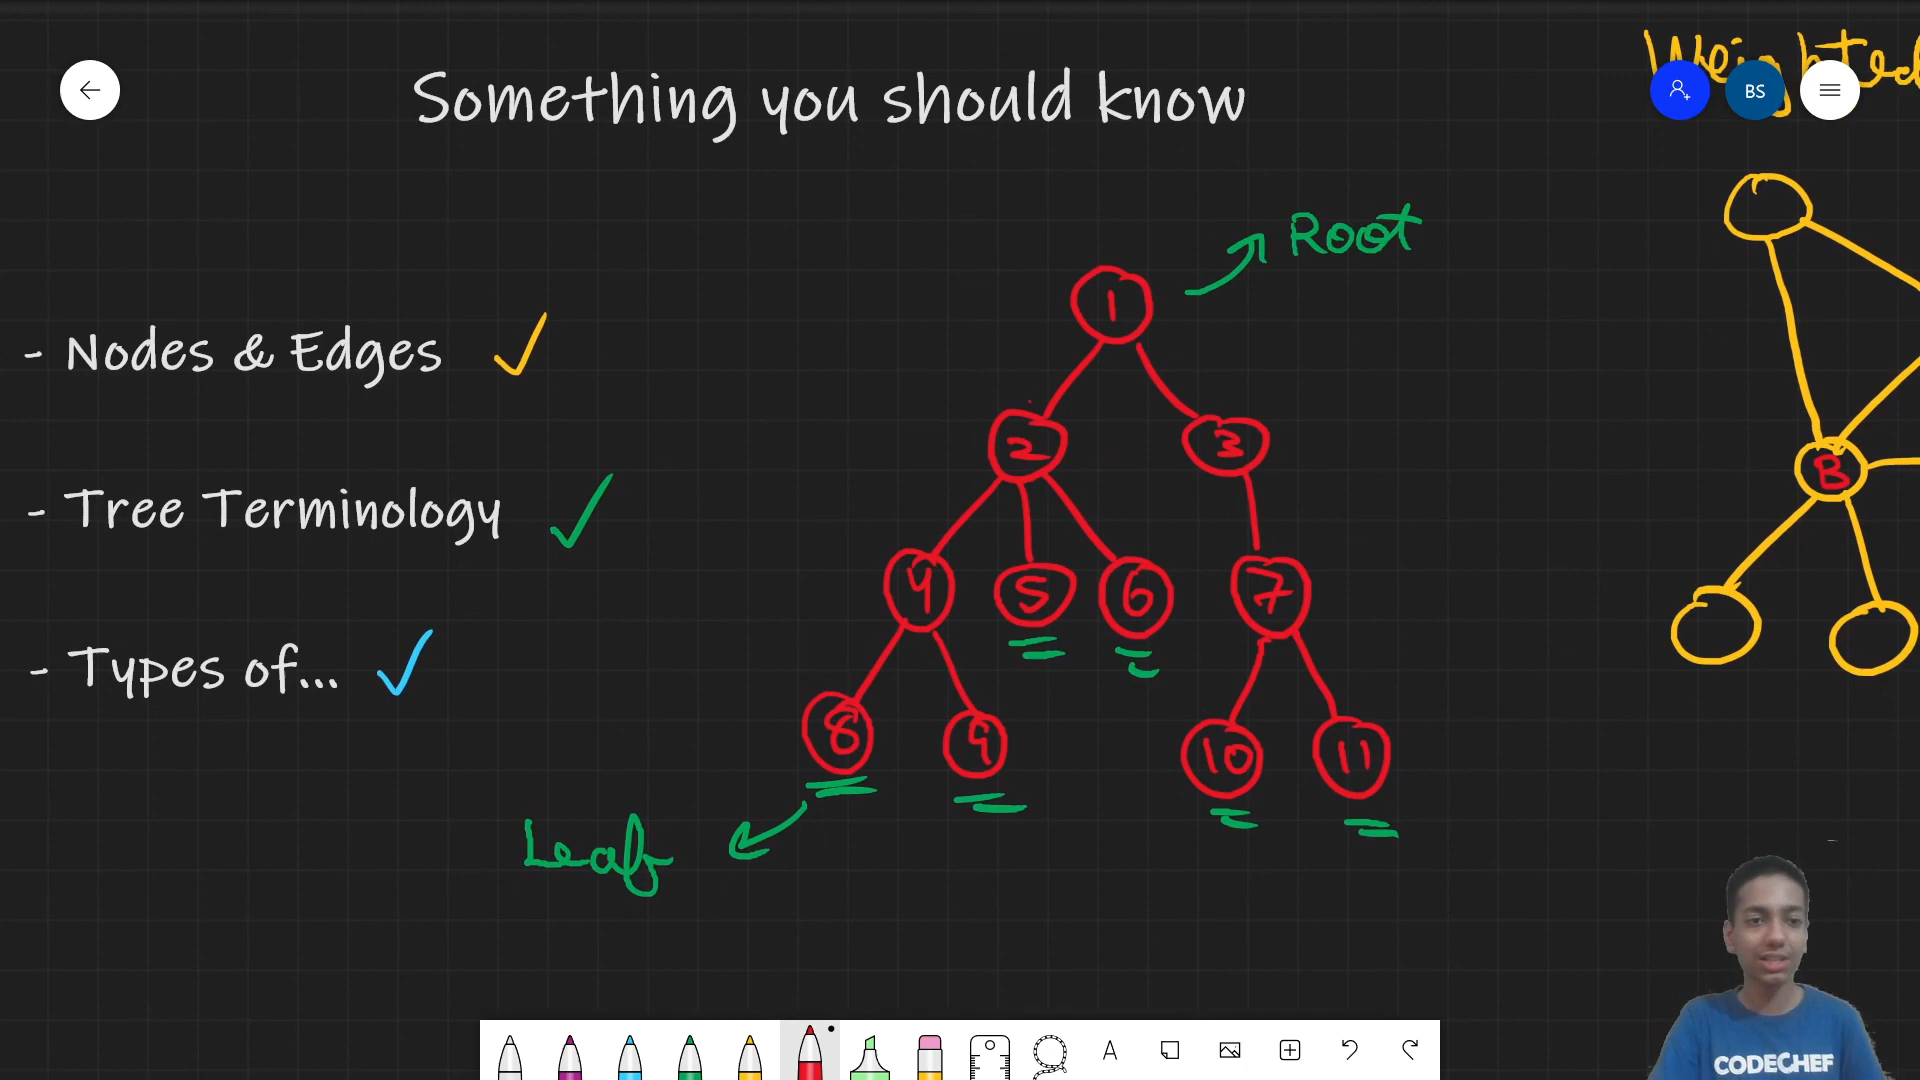 Weighted
BS
Something you should know
Root
1
- Nodes & Edges
2
3
B
- Tree Terminology
4
5
6
7
- Types of...
8
9
10
11
Leaf
A
CODECHEF